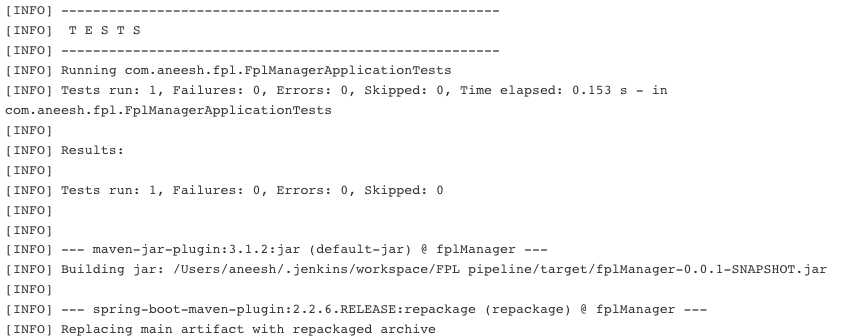 [INFO] -------------------------------------------------------
[INFO]  T E S T S
[INFO] -------------------------------------------------------
[INFO] Running com.aneesh.fpl.FplManagerApplicationTests
[INFO] Tests run: 1, Failures: 0, Errors: 0, Skipped: 0, Time elapsed: 0.153 s - in
com.aneesh.fpl.FplManagerApplicationTests
[INFO]
[INFO] Results:
[INFO]
[INFO] Tests run: 1, Failures: 0, Errors: 0, Skipped: 0
[INFO]
[INFO]
[INFO] --- maven-jar-plugin:3.1.2:jar (default-jar) @ fplManager ---
[INFO] Building jar: /Users/aneesh/.jenkins/workspace/FPL pipeline/target/fplManager-0.0.1-SNAPSHOT.jar
[INFO]
[INFO] --- spring-boot-maven-plugin:2.2.6.RELEASE:repackage (repackage) @ fplManager ---
[INFO] Replacing main artifact with repackaged archive